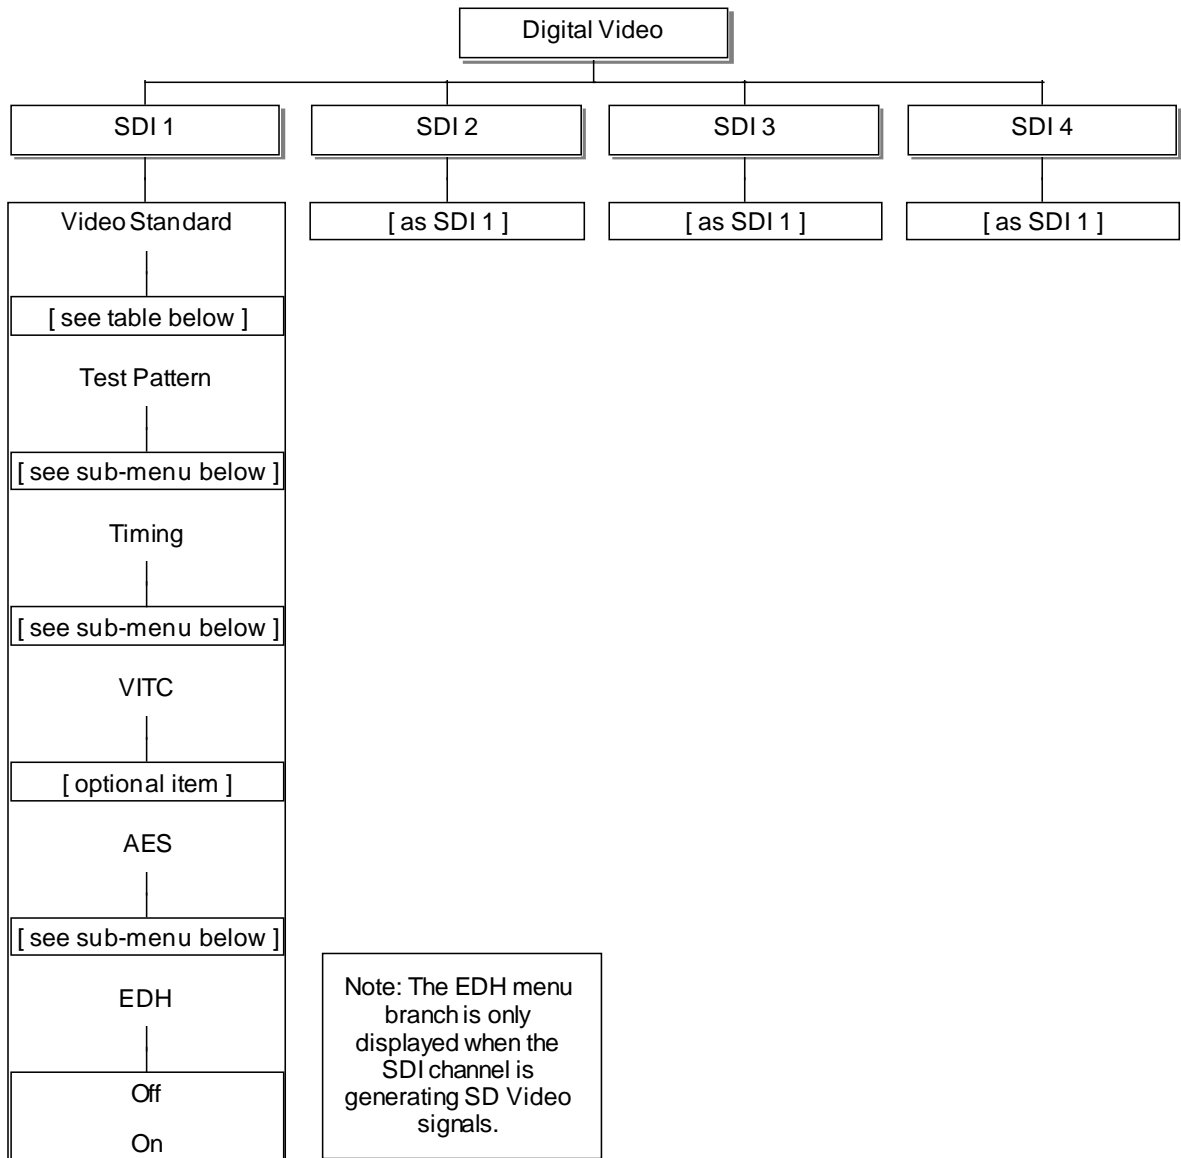 Digital Video
SDI 1
SDI 2
SDI 3
SDI 4
Video Standard
[ as SDI 1 ]
[ as SDI 1 ]
[ as SDI 1 ]
[ see table below ]
Test Pattern
[ see sub-menu below ]
Timing
[ see sub-menu below ]
VITC
[ optional item ]
AES
[ see sub-menu below ]
EDH
Off
On
Note: The EDH menu
branch is only
displayed when the
SDI channel is
generating SD Video
signals.